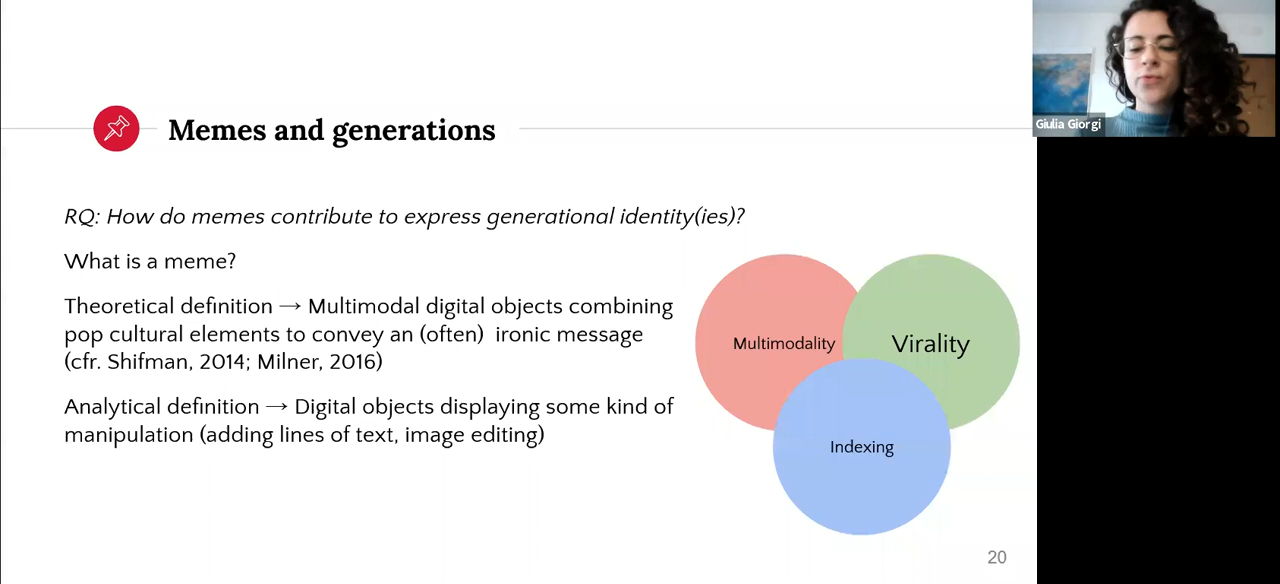 Memes and generations
Giulia Giorgi
RQ: How do memes contribute to express generational identity(ies)?
What is a meme?
Theoretical definition → Multimodal digital objects combining
pop cultural elements to convey an (often) ironic message
(cfr. Shifman, 2014; Milner, 2016)
Analytical definition → Digital objects displaying some kind of
manipulation (adding lines of text, image editing)
Multimodality
Virality
Indexing
20